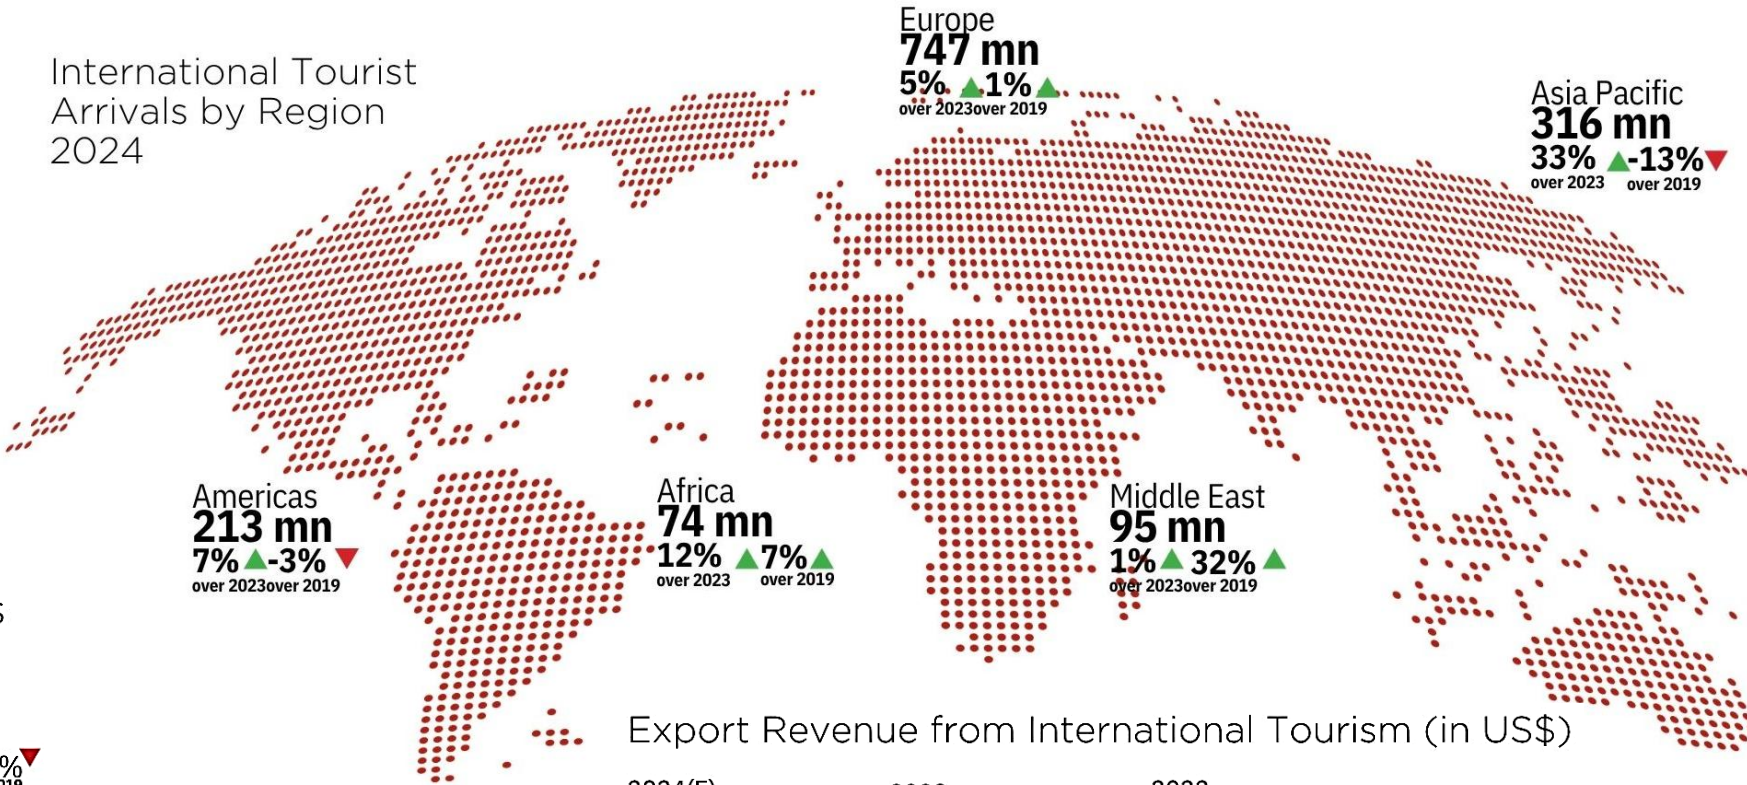 International Tourist
Arrivals by Region
2024
Europe
747 mn
5% 1%
over 2023over 2019
Asia Pacific
316 mn
33% -13%
over 2023 over 2019
Americas
213 mn
7% -3%
over 2023over 2019
Africa
74 mn
12% 7%
over 2023 over 2019
Middle East
95 mn
1% 32%
over 2023over 2019
%
Export Revenue from International Tourism (in US$)